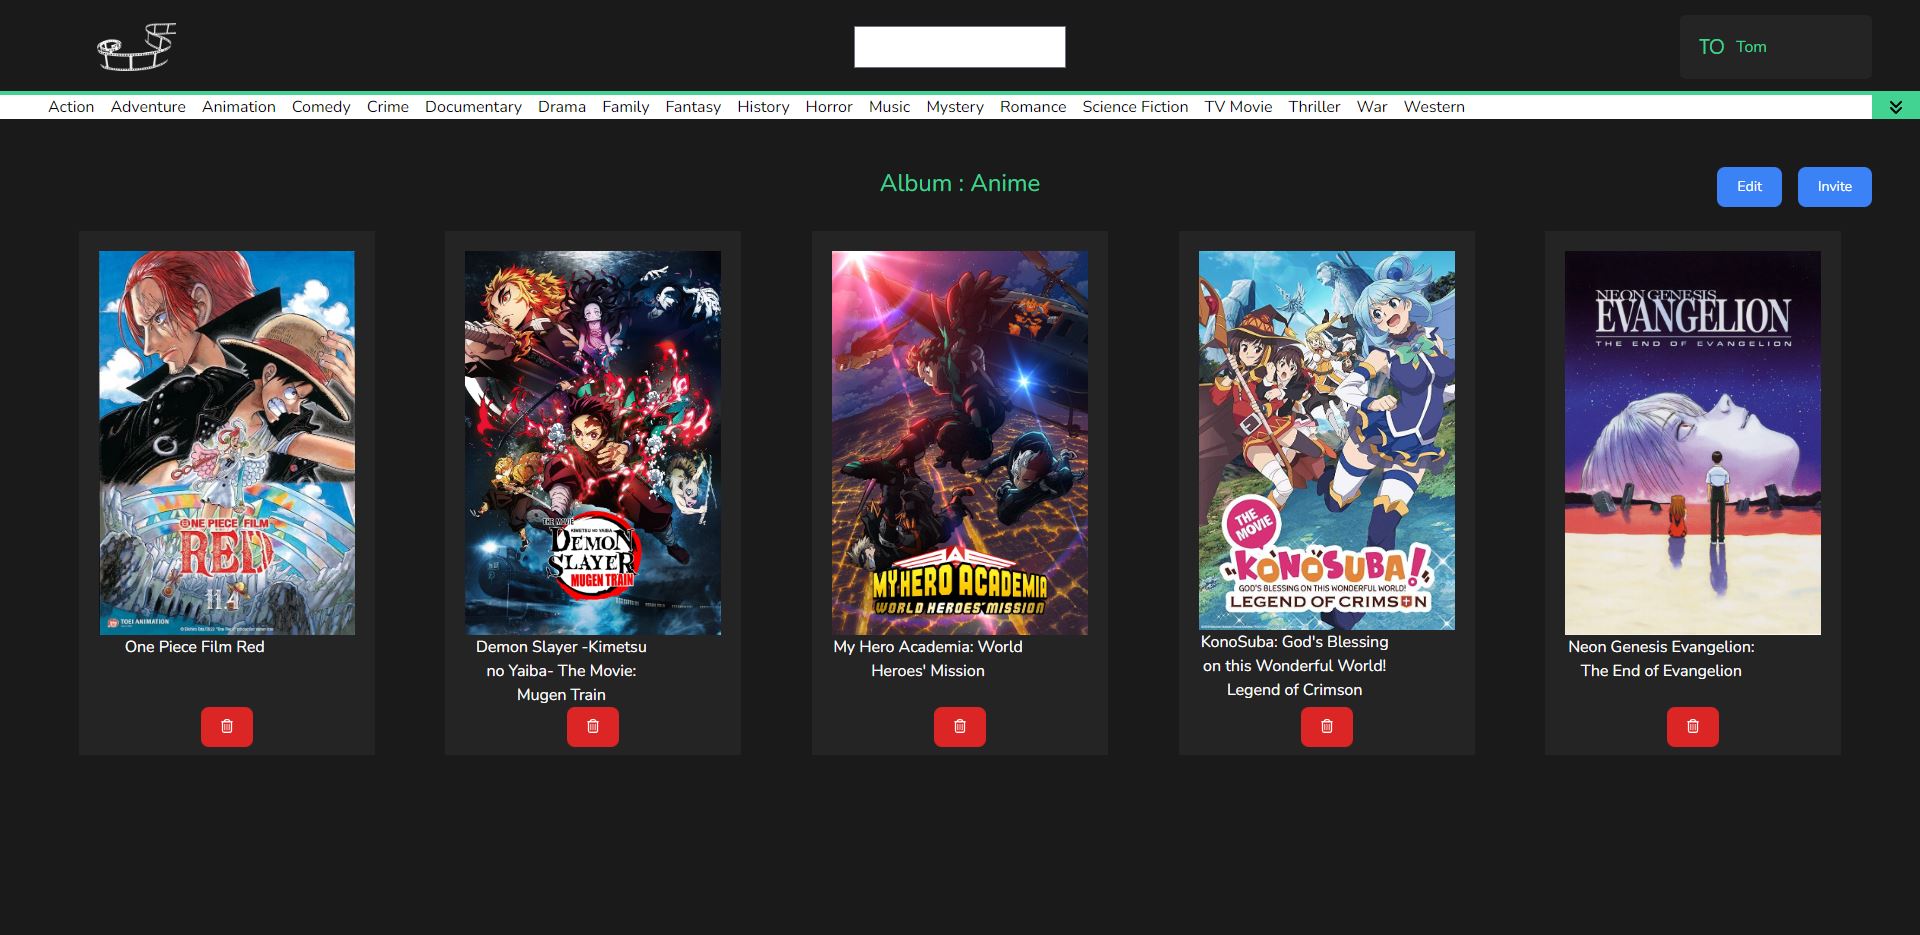 TO Tom
Action Adventure Animation Comedy Crime Documentary Drama Family Fantasy History Horror Music Mystery Romance Science Fiction TV Movie Thriller War Western
Album : Anime
Edit Invite
ONE PIECE FILM
RED
11.4
TOEI ANIMATION
One Piece Film Red
THE MOVIE
KIMETSU NO YAIBA
DEMON
SLAYER
MUGEN TRAIN
Demon Slayer -Kimetsu
no Yaiba- The Movie:
Mugen Train
MY HERO ACADEMIA
WORLD HEROES' MISSION
My Hero Academia: World
Heroes' Mission
THE
MOVIE
KONOSUBA!
GOD'S BLESSING ON THIS WONDERFUL WORLD!
LEGEND OF CRIMSON
KonoSuba: God's Blessing
on this Wonderful World!
Legend of Crimson
NEON GENESIS
EVANGELION
THE END OF EVANGELION
Neon Genesis Evangelion:
The End of Evangelion